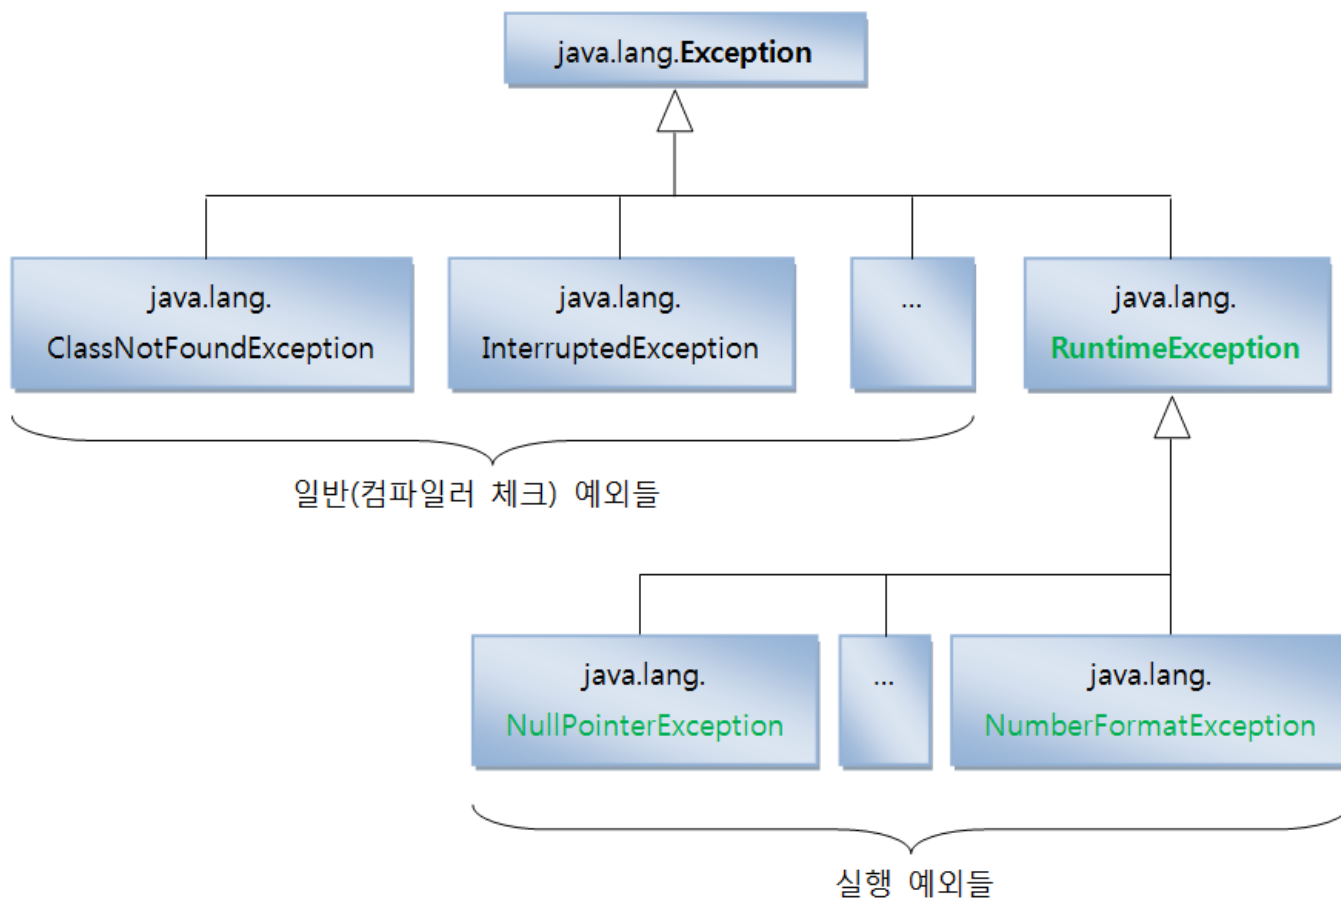 java.lang.Exception
java.lang.
ClassNotFoundException
java.lang.
InterruptedException
...
java.lang.
RuntimeException
일반(컴파일러 체크) 예외들
java.lang.
NullPointerException
...
java.lang.
NumberFormatException
실행 예외들